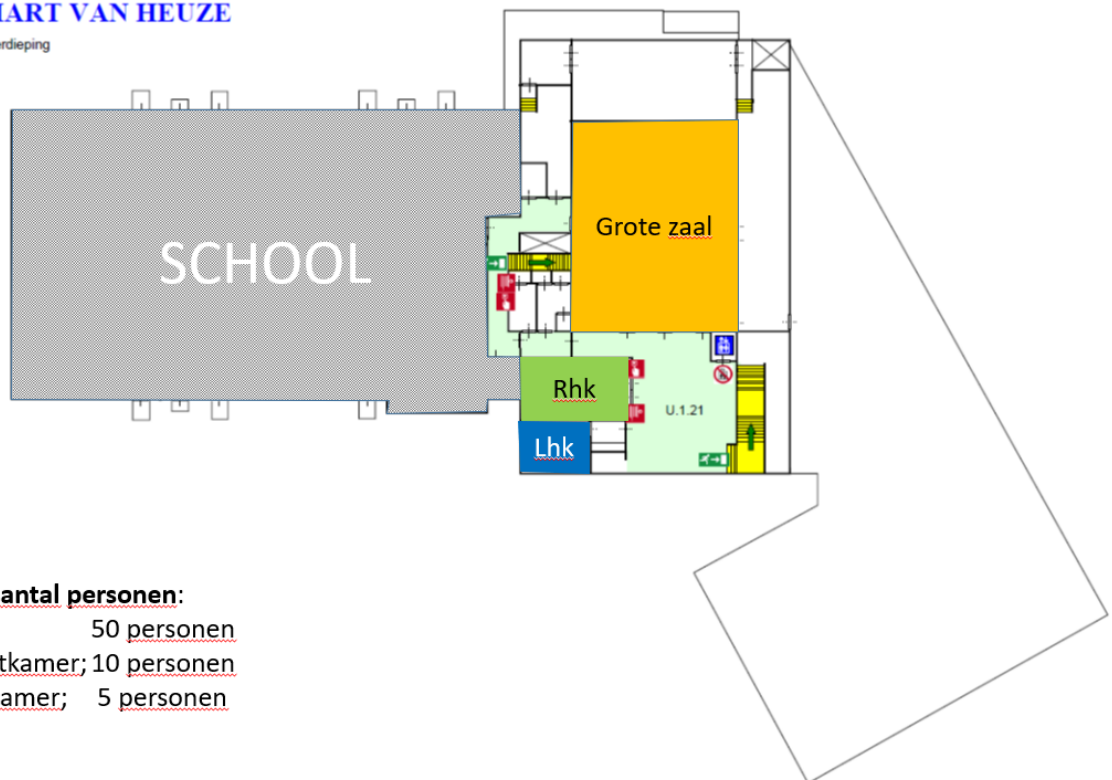 HART VAN HEUZE
rdieping
SCHOOL
Grote zaal
Rhk
U.1.21
Lhk
antal personen:
50 personen
tkamer; 10 personen
amer; 5 personen